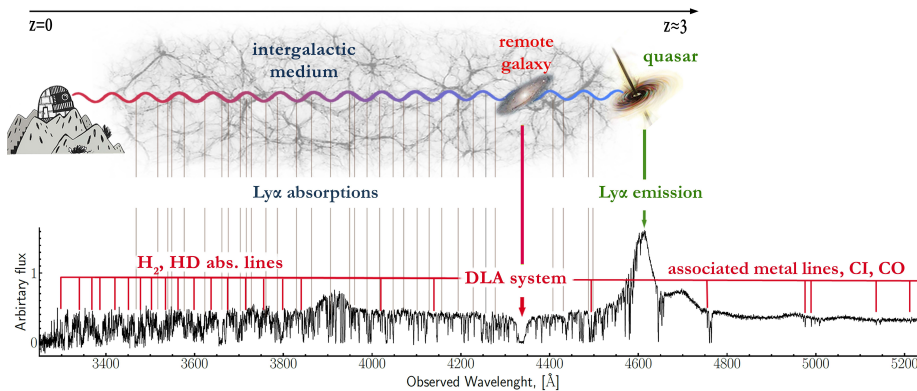 z=0
z≈3
intergalactic
medium
remote
galaxy
quasar
Lyα absorptions
Lyα emission
H2, HD abs. lines
DLA system
associated metal lines, CI, CO
Arbirtary flux
1
0
3400 3600 3800 4000 4200 4400 4600 4800 5000 5200
Observed Wavelenght, [Å]